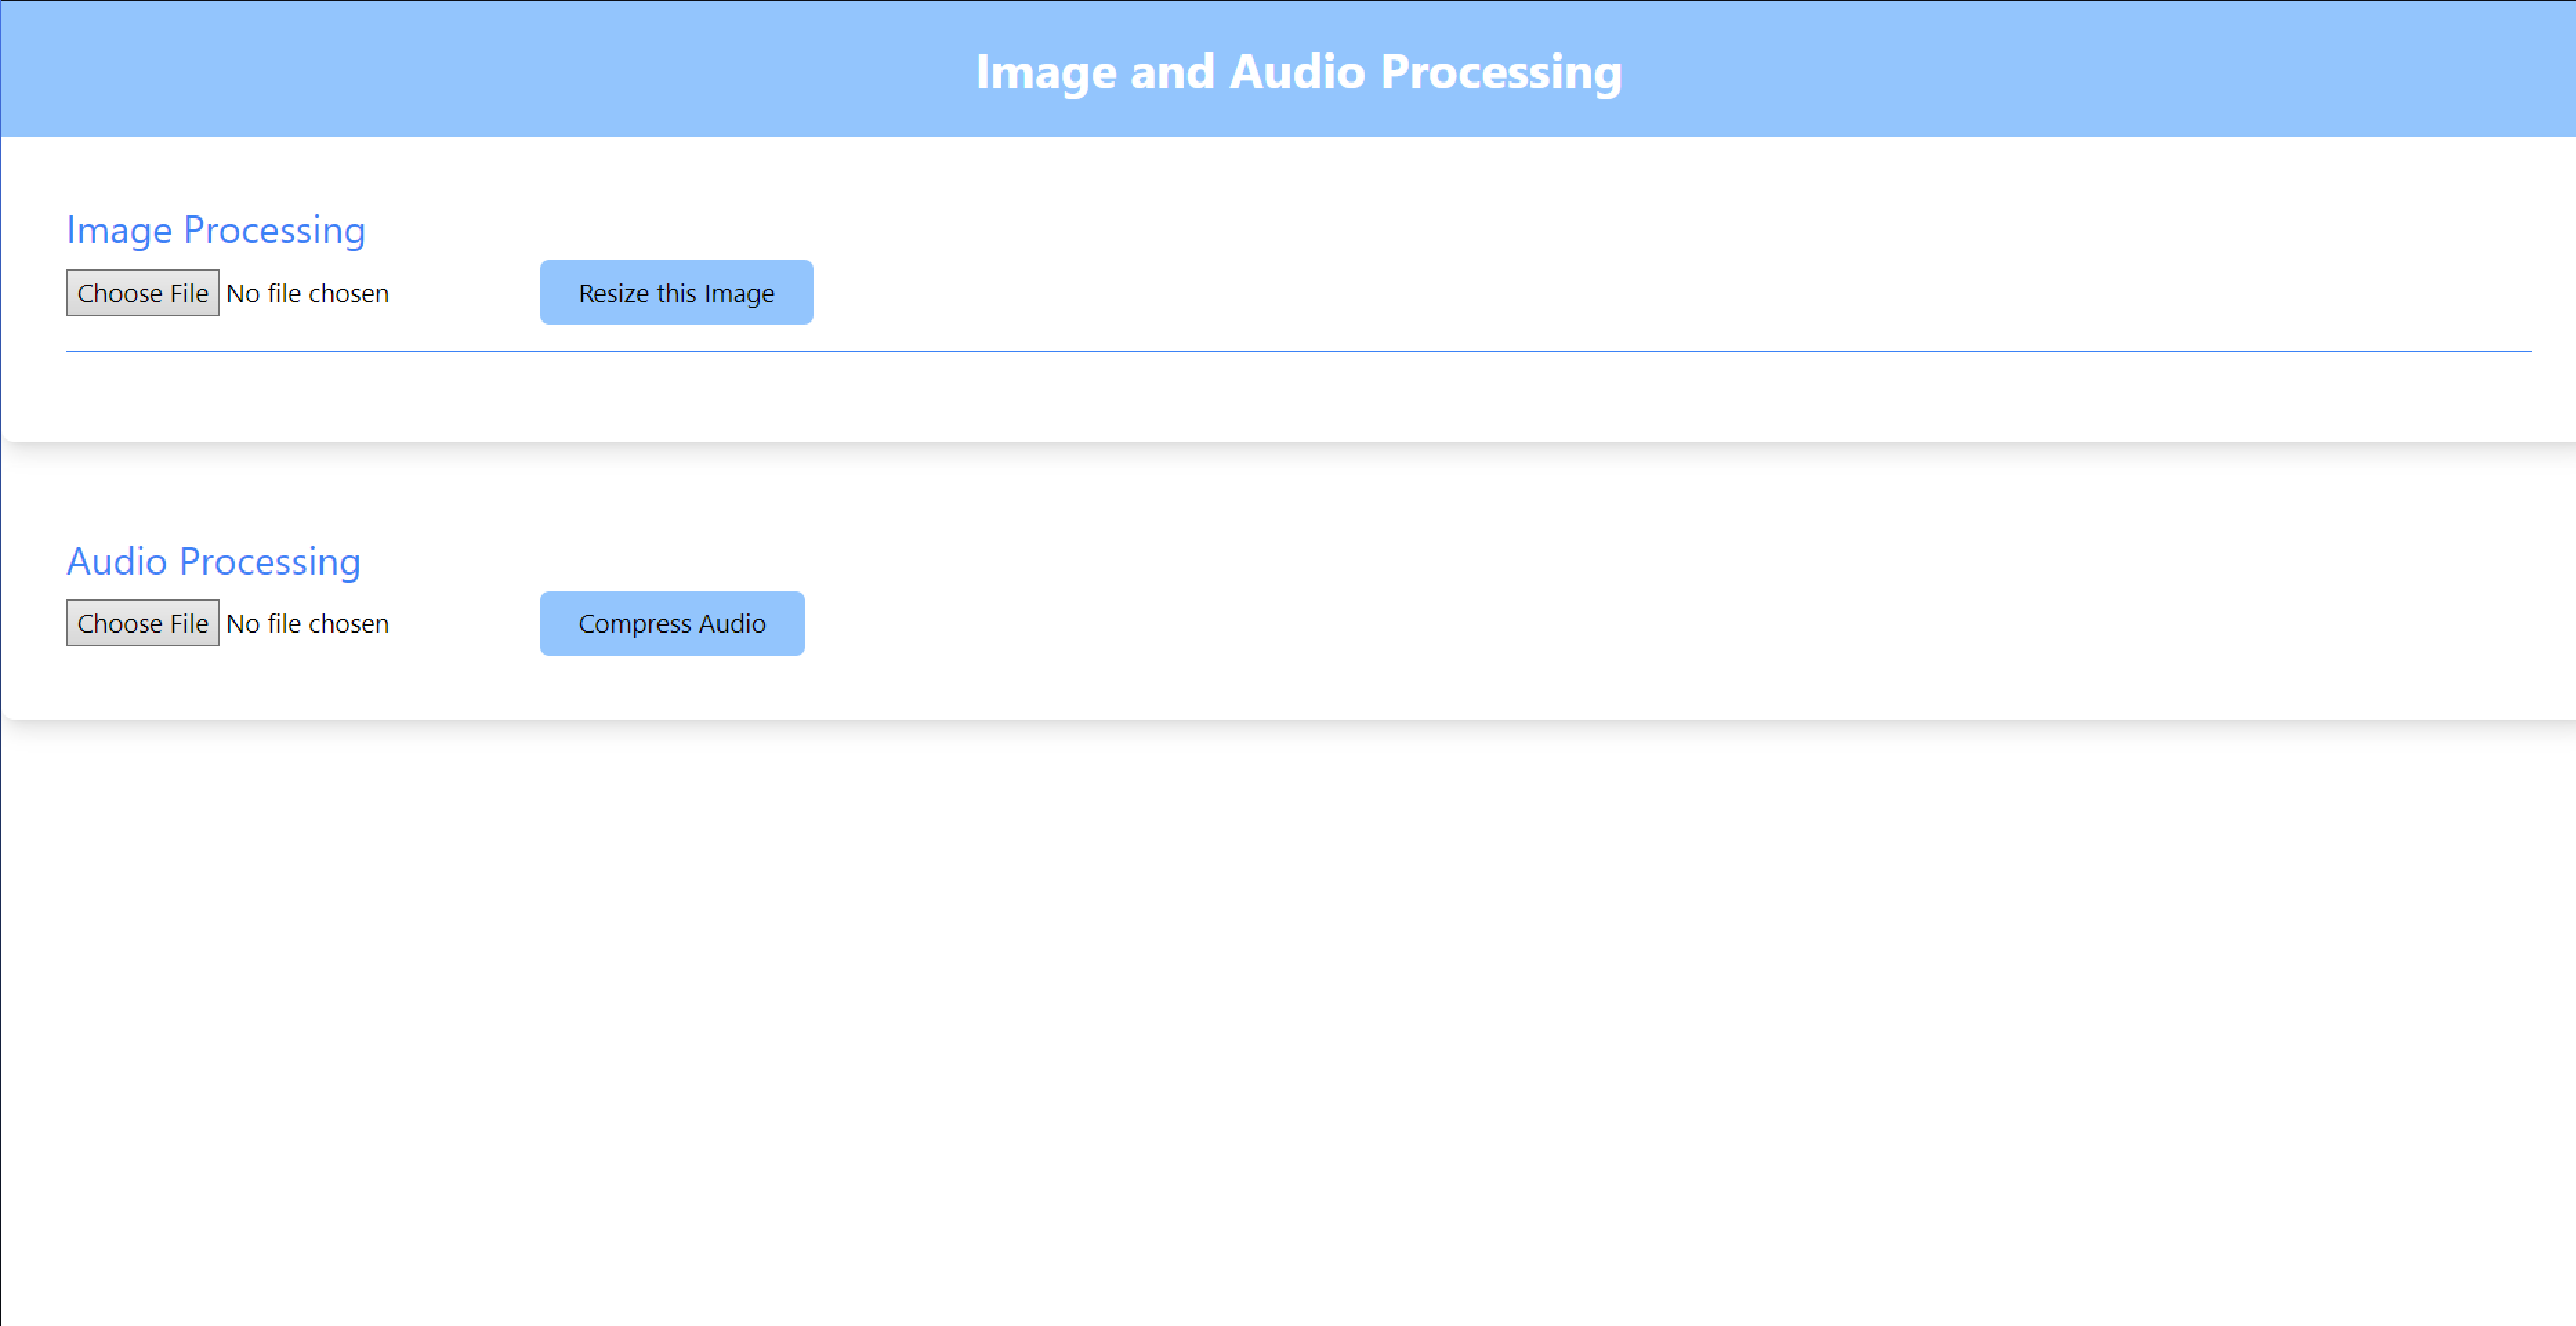 Image and Audio Processing
Image Processing
Choose File No file chosen Resize this Image
Audio Processing
Choose File No file chosen Compress Audio